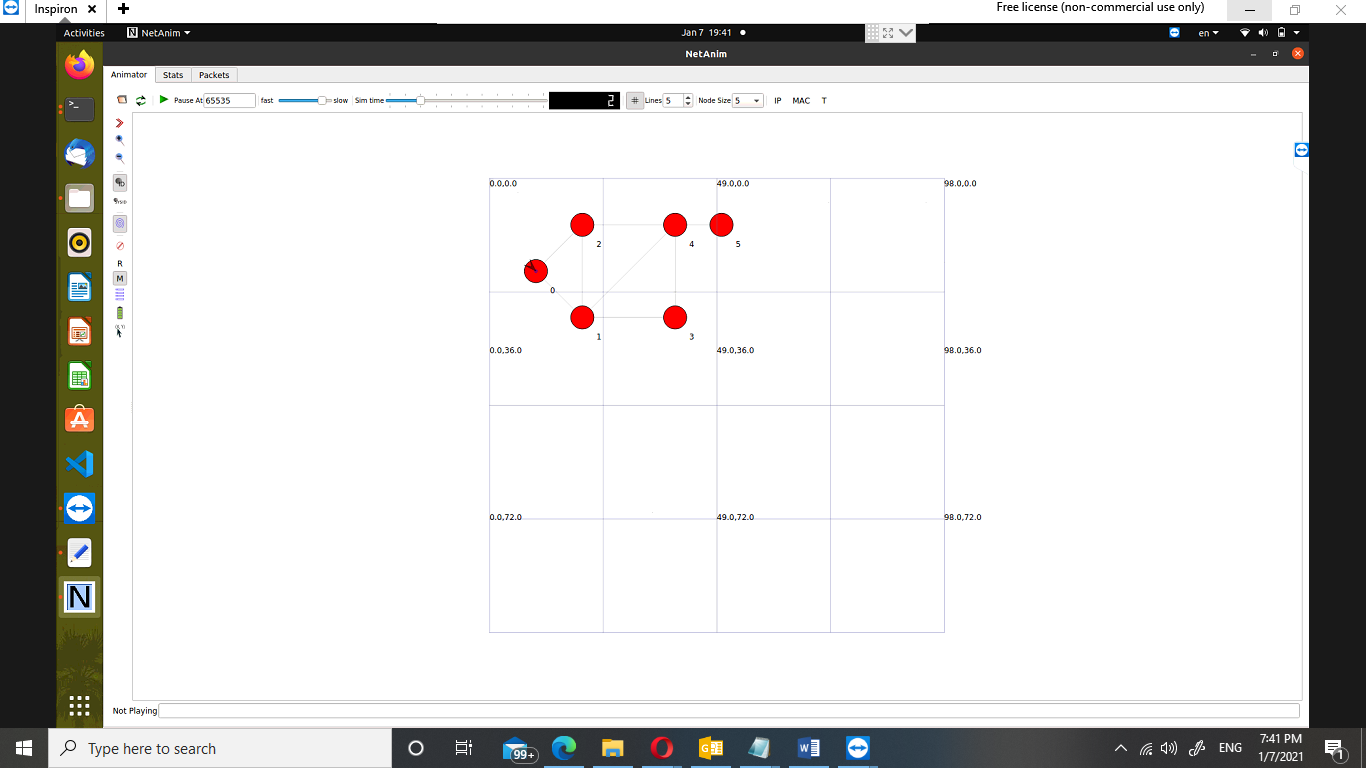 Inspiron
Free license (non-commercial use only)
Activities
NetAnim
Jan 7 19:41
en
NetAnim
Animator
Stats
Packets
Pause At 65535
fast
slow
Sim time
2
# Lines 5
Node Size 5
IP
MAC
T
0.0,0.0
49.0,0.0
98.0,0.0
2
4
5
0
1
3
0.0,36.0
49.0,36.0
98.0,36.0
0.0,72.0
49.0,72.0
98.0,72.0
R
M
N
Not Playing
Type here to search
99+
ENG
7:41 PM
1/7/2021
1